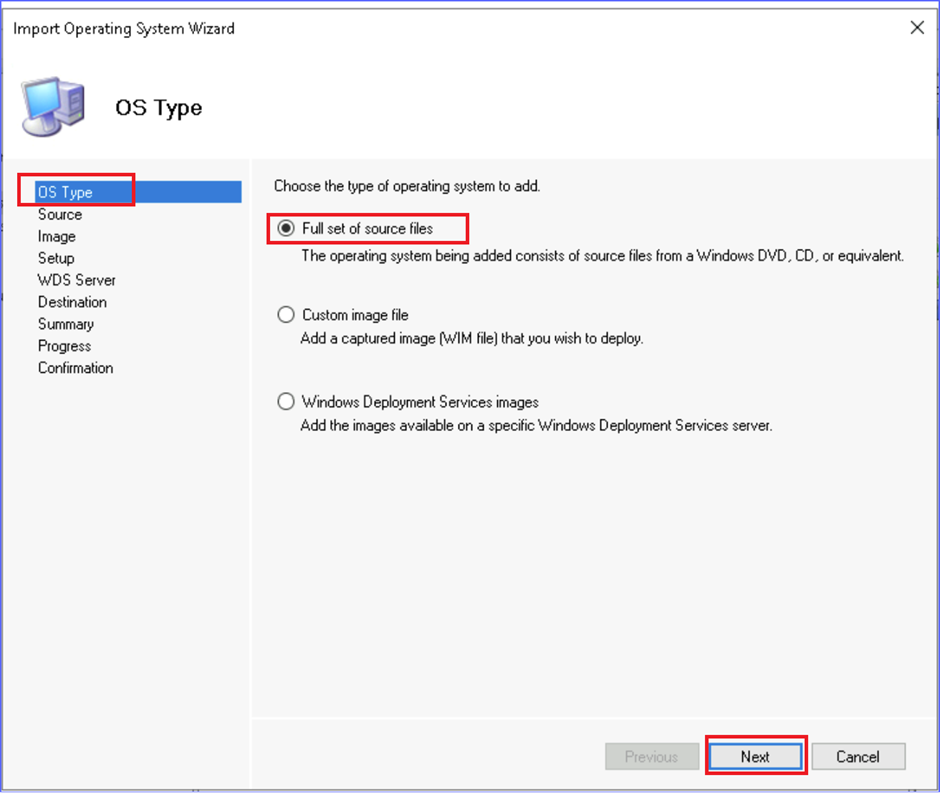 Import Operating System Wizard
OS Type
OS Type
Source
Image
Setup
WDS Server
Destination
Summary
Progress
Confirmation
Choose the type of operating system to add.
Full set of source files
The operating system being added consists of source files from a Windows DVD, CD, or equivalent.
Custom image file
Add a captured image (WIM file) that you wish to deploy.
Windows Deployment Services images
Add the images available on a specific Windows Deployment Services server.
Previous
Next
Cancel